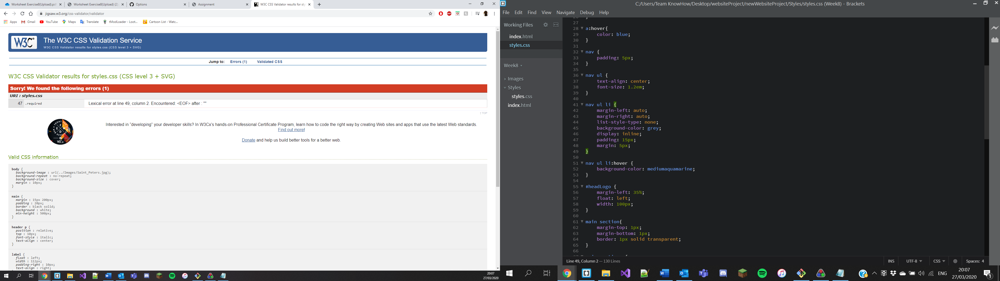 Worksheet Exercise8(Upload).pdf
Worksheet Exercise8(Upload) (2)
Options
Assignment
W3C CSS Validator results for sty
jigsaw.w3.org/css-validator/validator
Apps Gmail YouTube Maps Translate tModLoader - Loot... Cartoon List - Watc...
W3C®
The W3C CSS Validation Service
W3C CSS Validator results for styles.css (CSS level 3 + SVG)
Jump to: Errors (1) Validated CSS
W3C CSS Validator results for styles.css (CSS level 3 + SVG)
Sorry! We found the following errors (1)
URI : styles.css
47 .required Lexical error at line 49, column 2. Encountered: <EOF> after : ""
↑ TOP
Interested in “developing” your developer skills? In W3Cx’s hands-on Professional Certificate Program, learn how to code the right way by creating Web sites and apps that use the latest Web standards.
Find out more!
Donate and help us build better tools for a better web.
Valid CSS information
body {
background-image : url(../Images/Saint_Peters.jpg);
background-repeat : no-repeat;
background-size : cover;
margin : 10px;
}
main {
margin : 15px 200px;
padding : 20px;
border : black solid;
background : white;
min-height : 500px;
}
header p {
position : relative;
top : 10px;
font-style : italic;
text-align : center;
}
label {
float : left;
width : 112px;
padding-right : 10px;
text-align : right;
20:07
27/03/2020
C:/Users/Team KnowHow/Desktop/websiteProject/newWebsiteProject/Styles/styles.css (Week8) - Brackets
File Edit Find View Navigate Debug Help
Working Files
index.html
styles.css
Week8
Images
Styles
styles.css
index.html
27
28 a:hover{
29 color: blue;
30 }
31
32 nav {
33 padding: 5px;
34 }
35
36 nav ul {
37 text-align: center;
38 font-size: 1.2em;
39 }
40
41 nav ul li {
42 margin-left: auto;
43 margin-right: auto;
44 list-style-type: none;
45 background-color: grey;
46 display: inline;
47 padding: 15px;
48 margin: 5px;
49 }
50
51 nav ul li:hover {
52 background-color: mediumaquamarine;
53 }
54
55 #headLogo {
56 margin-left: 35%;
57 float: left;
58 width: 100px;
59 }
60
61 main section{
62 margin-top: 1px;
63 margin-bottom: 1px;
64 border: 1px solid transparent;
65 }
66
Line 49, Column 2 — 130 Lines
INS UTF-8 CSS Spaces: 4
ENG
20:07
27/03/2020
1